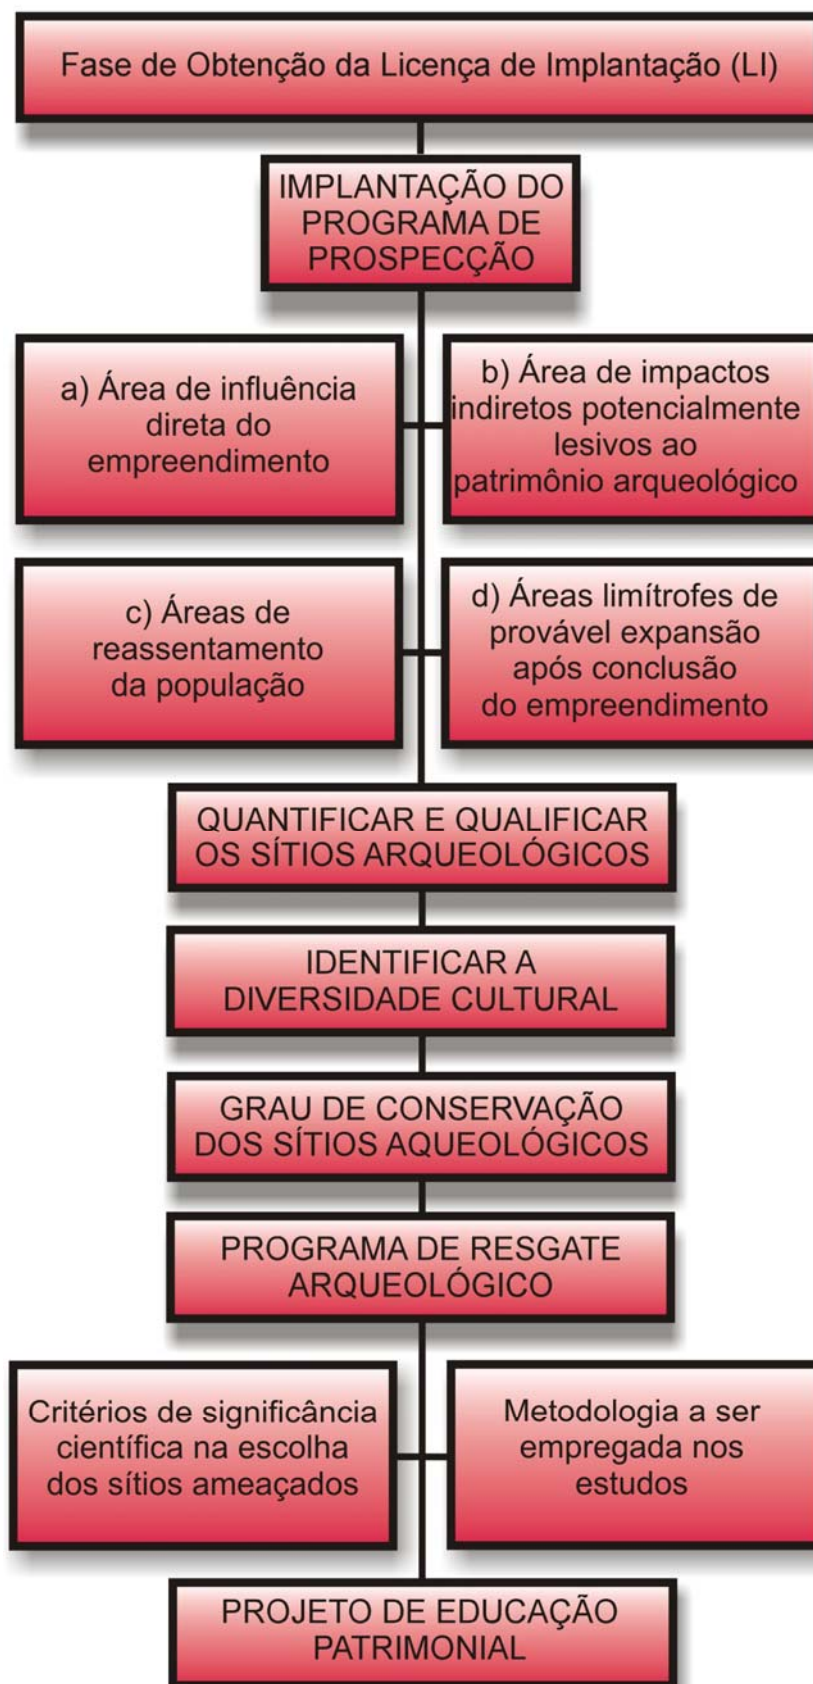 Fase de Obtenção da Licença de Implantação (LI)
IMPLANTAÇÃO DO
PROGRAMA DE
PROSPECÇÃO
a) Área de influência
direta do
empreendimento
b) Área de impactos
indiretos potencialmente
lesivos ao
patrimônio arqueológico
c) Áreas de
reassentamento
da população
d) Áreas limítrofes de
provável expansão
após conclusão
do empreendimento
QUANTIFICAR E QUALIFICAR
OS SÍTIOS ARQUEOLÓGICOS
IDENTIFICAR A
DIVERSIDADE CULTURAL
GRAU DE CONSERVAÇÃO
DOS SÍTIOS AQUEOLÓGICOS
PROGRAMA DE RESGATE
ARQUEOLÓGICO
Critérios de significância
científica na escolha
dos sítios ameaçados
Metodologia a ser
empregada nos
estudos
PROJETO DE EDUCAÇÃO
PATRIMONIAL